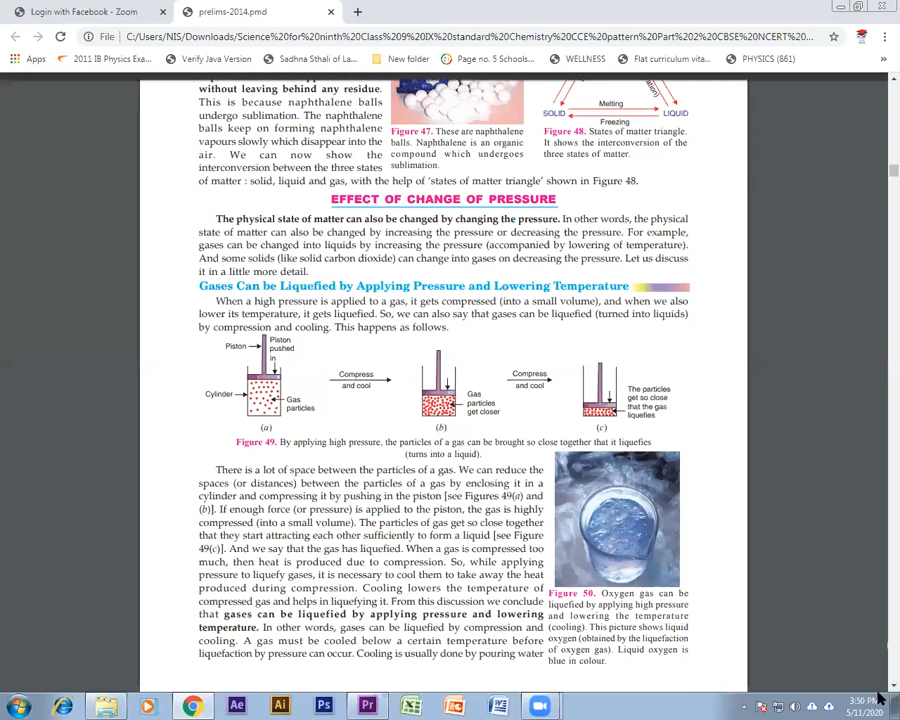 Login with Facebook - Zoom
prelims-2014.pmd
File
C:/Users/NIS/Downloads/Science%20for%20ninth%20Class%209%20IX%20standard%20Chemistry%20CCE%20pattern%20Part%202%20CBSE%20NCERT%20...
Apps
2011 IB Physics Exa...
Verify Java Version
Sadhna Sthali of La...
New folder
Page no. 5 Schools...
WELLNESS
Flat curriculum vita...
PHYSICS (861)
without leaving behind any residue.
This is because naphthalene balls
undergo sublimation. The naphthalene
balls keep on forming naphthalene
vapours slowly which disappear into the
air. We can now show the
interconversion between the three states
of matter : solid, liquid and gas, with the help of ‘states of matter triangle’ shown in Figure 48.
Figure 47. These are naphthalene
balls. Naphthalene is an organic
compound which undergoes
sublimation.
Melting
SOLID
LIQUID
Freezing
Figure 48. States of matter triangle.
It shows the interconversion of the
three states of matter.
EFFECT OF CHANGE OF PRESSURE
The physical state of matter can also be changed by changing the pressure. In other words, the physical
state of matter can also be changed by increasing the pressure or decreasing the pressure. For example,
gases can be changed into liquids by increasing the pressure (accompanied by lowering of temperature).
And some solids (like solid carbon dioxide) can change into gases on decreasing the pressure. Let us discuss
it in a little more detail.
Gases Can be Liquefied by Applying Pressure and Lowering Temperature
When a high pressure is applied to a gas, it gets compressed (into a small volume), and when we also
lower its temperature, it gets liquefied. So, we can also say that gases can be liquefied (turned into liquids)
by compression and cooling. This happens as follows.
Piston
Piston
pushed
in
Cylinder
Gas
particles
Compress
and cool
Gas
particles
get closer
Compress
and cool
The particles
get so close
that the gas
liquefies
(a)
(b)
(c)
Figure 49. By applying high pressure, the particles of a gas can be brought so close together that it liquefies
(turns into a liquid).
There is a lot of space between the particles of a gas. We can reduce the
spaces (or distances) between the particles of a gas by enclosing it in a
cylinder and compressing it by pushing in the piston [see Figures 49(a) and
(b)]. If enough force (or pressure) is applied to the piston, the gas is highly
compressed (into a small volume). The particles of gas get so close together
that they start attracting each other sufficiently to form a liquid [see Figure
49(c)]. And we say that the gas has liquefied. When a gas is compressed too
much, then heat is produced due to compression. So, while applying
pressure to liquefy gases, it is necessary to cool them to take away the heat
produced during compression. Cooling lowers the temperature of
compressed gas and helps in liquefying it. From this discussion we conclude
that gases can be liquefied by applying pressure and lowering
temperature. In other words, gases can be liquefied by compression and
cooling. A gas must be cooled below a certain temperature before
liquefaction by pressure can occur. Cooling is usually done by pouring water
Figure 50. Oxygen gas can be
liquefied by applying high pressure
and lowering the temperature
(cooling). This picture shows liquid
oxygen (obtained by the liquefaction
of oxygen gas). Liquid oxygen is
blue in colour.
Ae
Ai
Ps
Pr
3:50 PM
5/11/2020